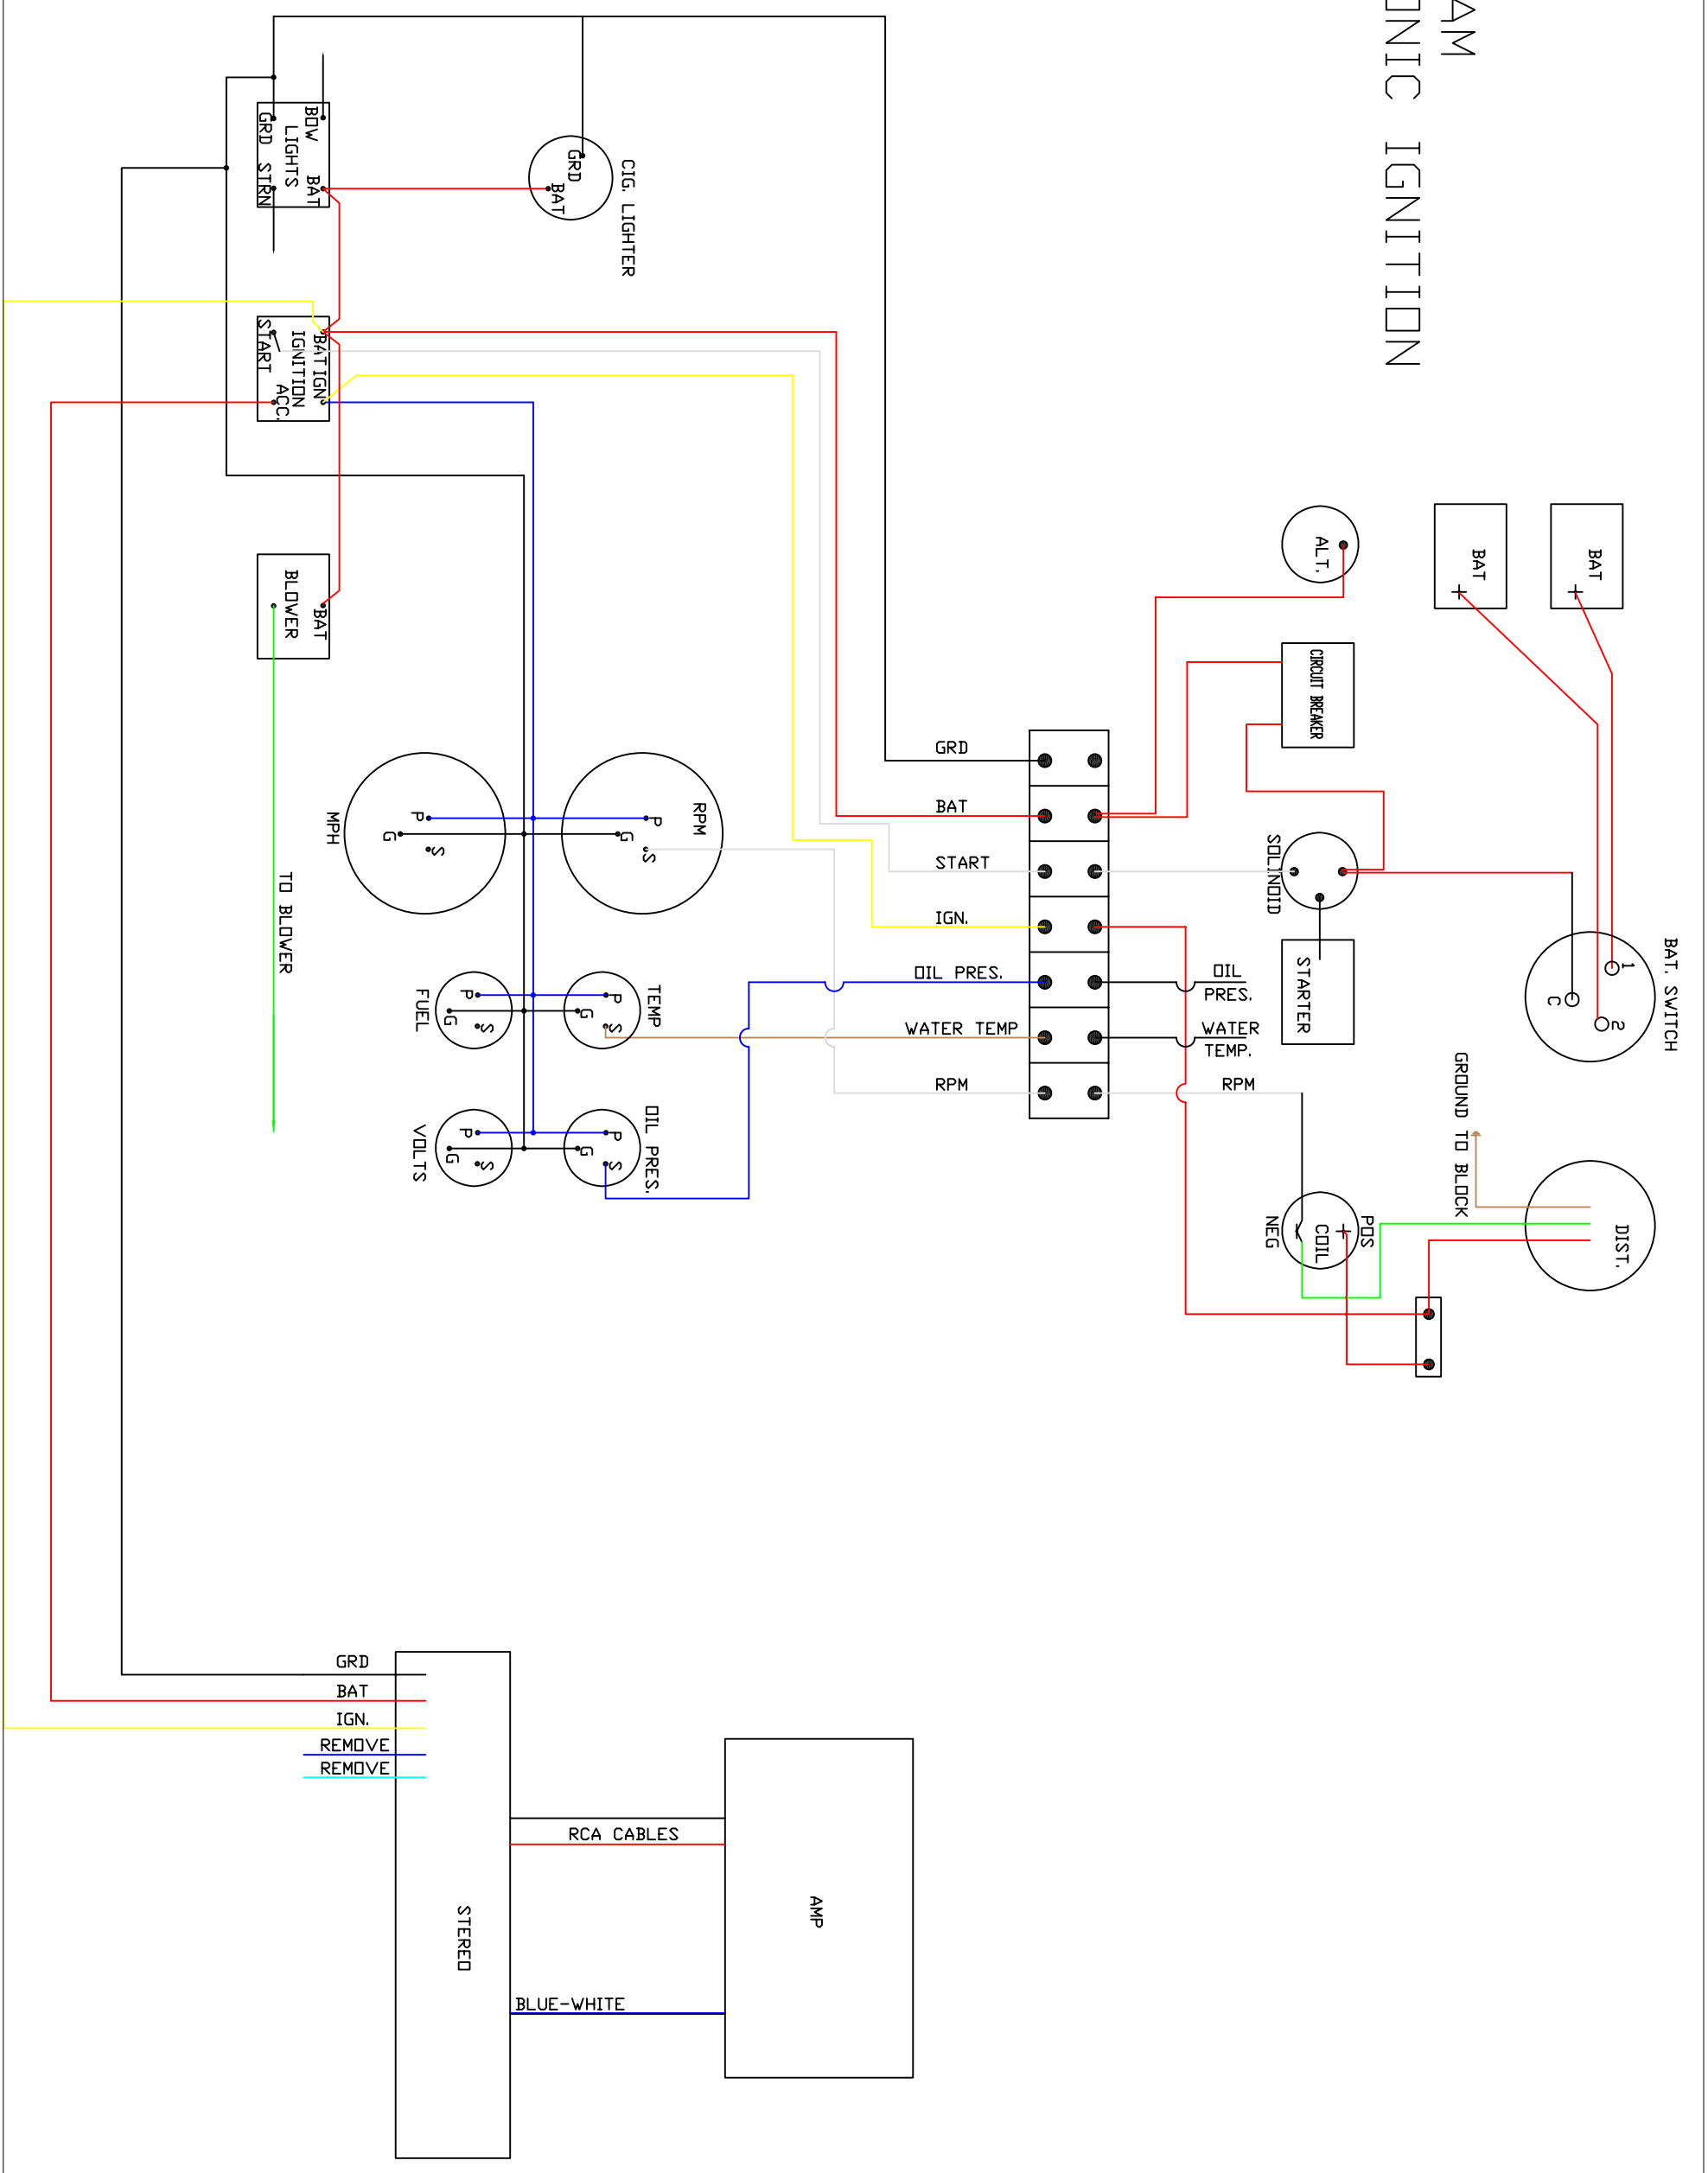 AM
ONIC IGNITION
BOW
LIGHTS
GRD
STRN
BAT
GRD
BAT
CIG. LIGHTER
START
IGNITION
BAT
IGN
ACC.
BLOWER
BAT
TO BLOWER
ALT.
BAT
+
BAT
+
CIRCUIT BREAKER
SOLINOID
STARTER
BAT. SWITCH
1
2
C
GRD
BAT
START
IGN.
OIL PRES.
WATER TEMP
RPM
OIL
PRES.
WATER
TEMP.
RPM
RPM
P
G
S
MPH
P
G
S
TEMP
P
G
S
FUEL
P
G
S
OIL PRES.
P
G
S
VOLTS
P
G
S
GROUND TO BLOCK
DIST.
POS
+
COIL
NEG
GRD
BAT
IGN.
REMOVE
REMOVE
STEREO
RCA CABLES
BLUE-WHITE
AMP